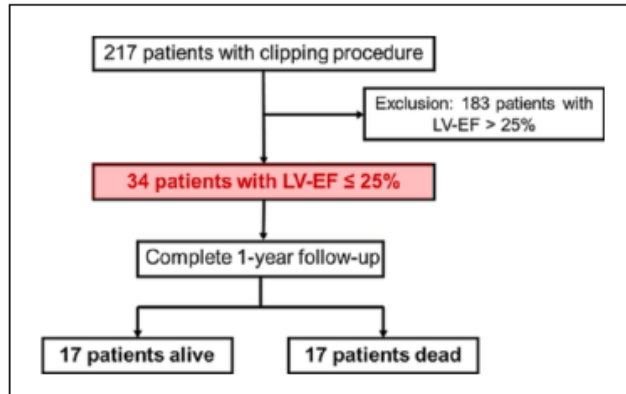 217 patients with clipping procedure
Exclusion: 183 patients with
LV-EF > 25%
34 patients with LV-EF ≤ 25%
Complete 1-year follow-up
17 patients alive
17 patients dead